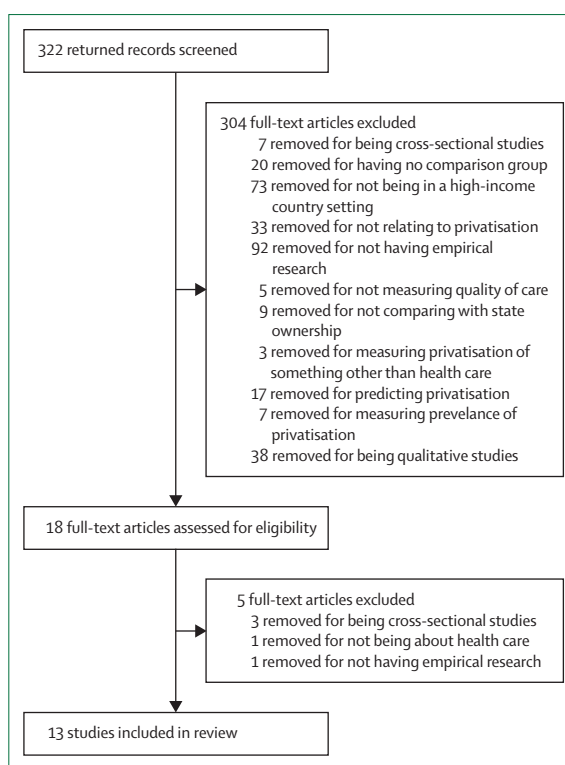 322 returned records screened
304 full-text articles excluded
7 removed for being cross-sectional studies
20 removed for having no comparison group
73 removed for not being in a high-income
country setting
33 removed for not relating to privatisation
92 removed for not having empirical
research
5 removed for not measuring quality of care
9 removed for not comparing with state
ownership
3 removed for measuring privatisation of
something other than health care
17 removed for predicting privatisation
7 removed for measuring prevelance of
privatisation
38 removed for being qualitative studies
18 full-text articles assessed for eligibility
5 full-text articles excluded
3 removed for being cross-sectional studies
1 removed for not being about health care
1 removed for not having empirical research
13 studies included in review